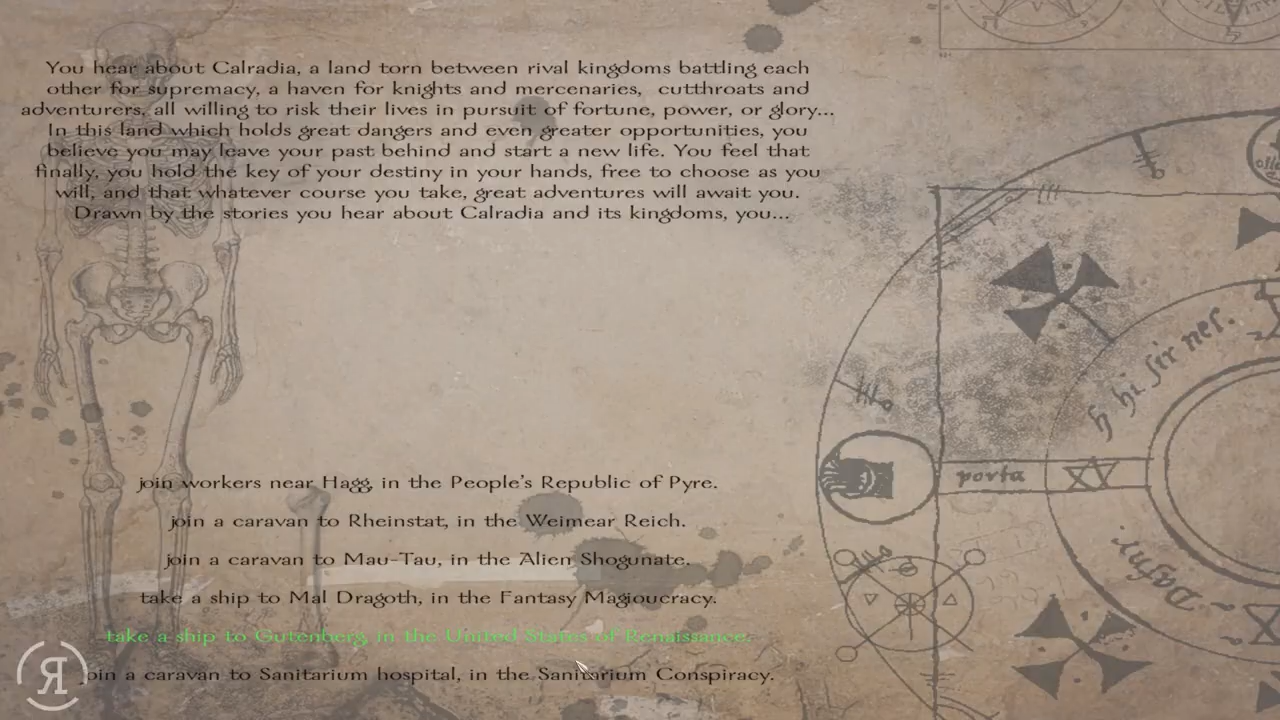 You hear about Calradia, a land torn between rival kingdoms battling each
other for supremacy, a haven for knights and mercenaries,  cutthroats and
adventurers, all willing to risk their lives in pursuit of fortune, power, or glory...
In this land which holds great dangers and even greater opportunities, you
believe you may leave your past behind and start a new life. You feel that
finally, you hold the key of your destiny in your hands, free to choose as you
will, and that whatever course you take, great adventures will await you.
Drawn by the stories you hear about Calradia and its kingdoms, you...
join workers near Hagg, in the People's Republic of Pyre.
join a caravan to Rheinstat, in the Weimear Reich.
join a caravan to Mau-Tau, in the Alien Shogunate.
take a ship to Mal Dragoth, in the Fantasy Magioucracy.
take a ship to Gutenberg, in the United States of Renaissance.
join a caravan to Sanitarium hospital, in the Sanitarium Conspiracy.
porta